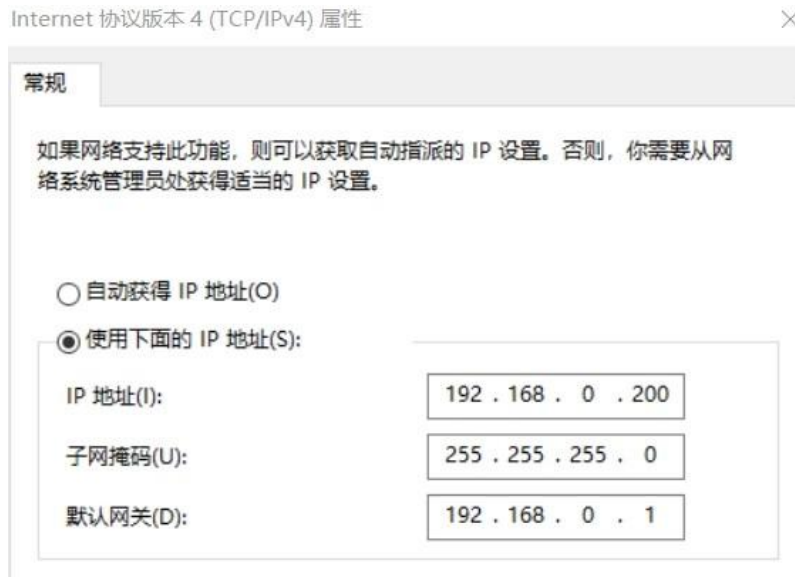 Internet 协议版本 4 (TCP/IPv4) 属性
常规
如果网络支持此功能，则可以获取自动指派的 IP 设置。否则，你需要从网
络系统管理员处获得适当的 IP 设置。
自动获得 IP 地址(O)
使用下面的 IP 地址(S):
IP 地址(I): 192 . 168 . 0 . 200
子网掩码(U): 255 . 255 . 255 . 0
默认网关(D): 192 . 168 . 0 . 1